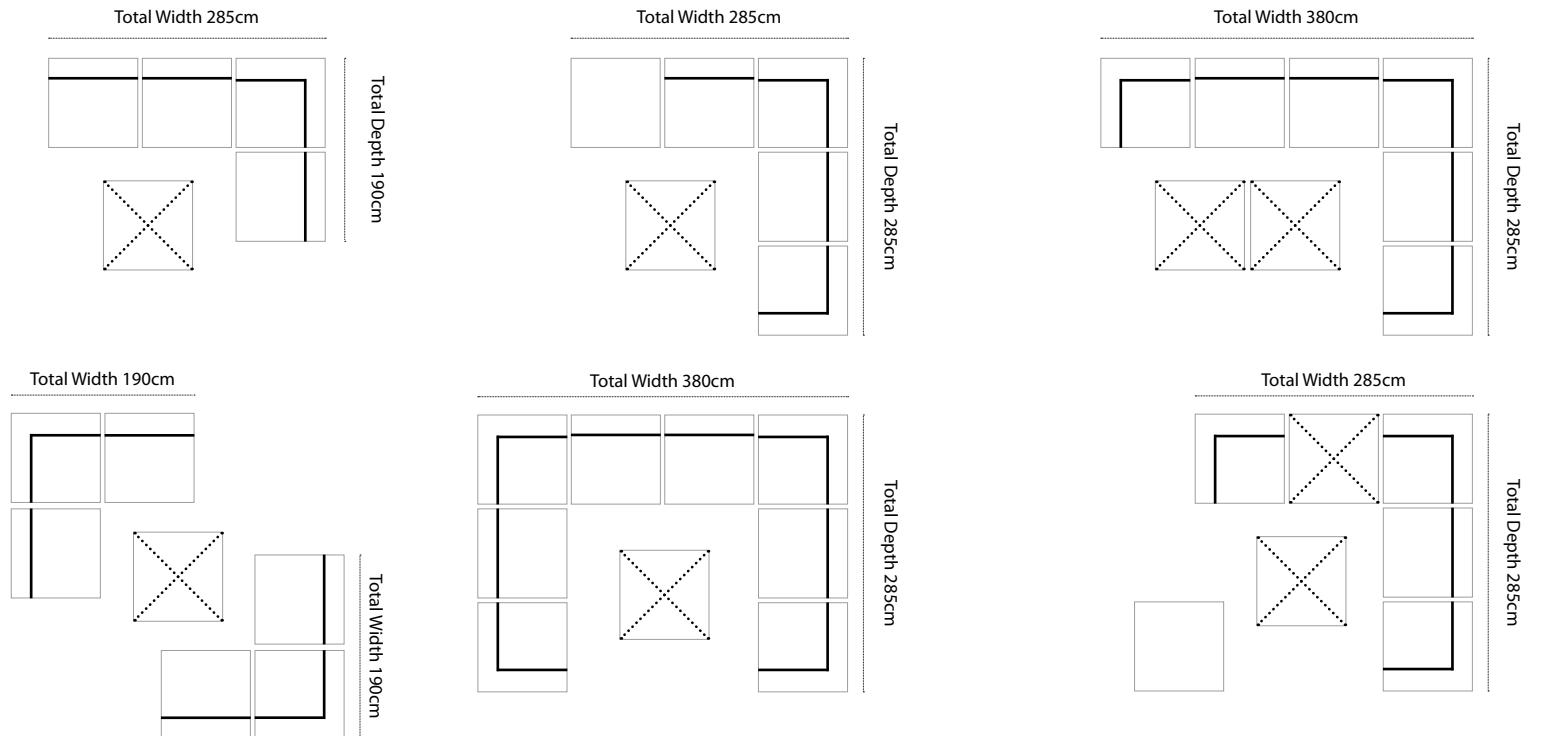 Total Width 285cm
Total Depth 190cm
Total Width 285cm
Total Depth 285cm
Total Width 380cm
Total Depth 285cm
Total Width 190cm
Total Width 190cm
Total Width 380cm
Total Depth 285cm
Total Width 285cm
Total Depth 285cm